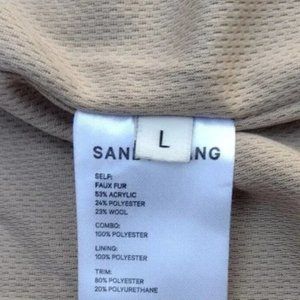 L
SAN
NG
SELF:
FAUX FUR
53% ACRYLIC
24% POLYESTER
23% WOOL
COMBO:
100% POLYESTER
LINING:
100% POLYESTER
TRIM:
80% POLYESTER
20% POLYURETHANE